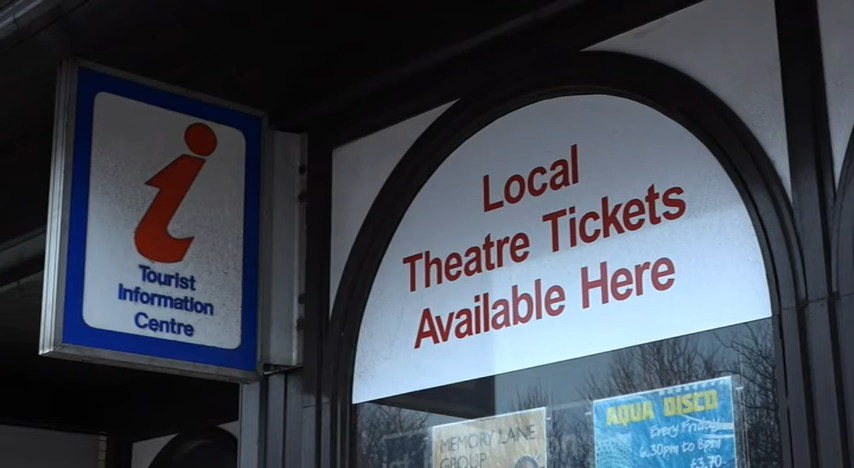 i
Tourist
Information
Centre
Local
Theatre Tickets
Available Here
MEMORY LANE
GROUP
AQUA DISCO
Every Friday
6.30pm to 8pm
£3.70